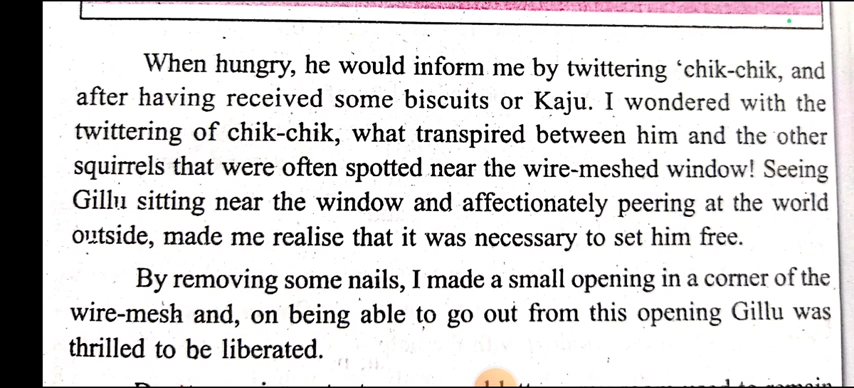 When hungry, he would inform me by twittering ‘chik-chik, and
after having received some biscuits or Kaju. I wondered with the
twittering of chik-chik, what transpired between him and the other
squirrels that were often spotted near the wire-meshed window! Seeing
Gillu sitting near the window and affectionately peering at the world
outside, made me realise that it was necessary to set him free.
By removing some nails, I made a small opening in a corner of the
wire-mesh and, on being able to go out from this opening Gillu was
thrilled to be liberated.